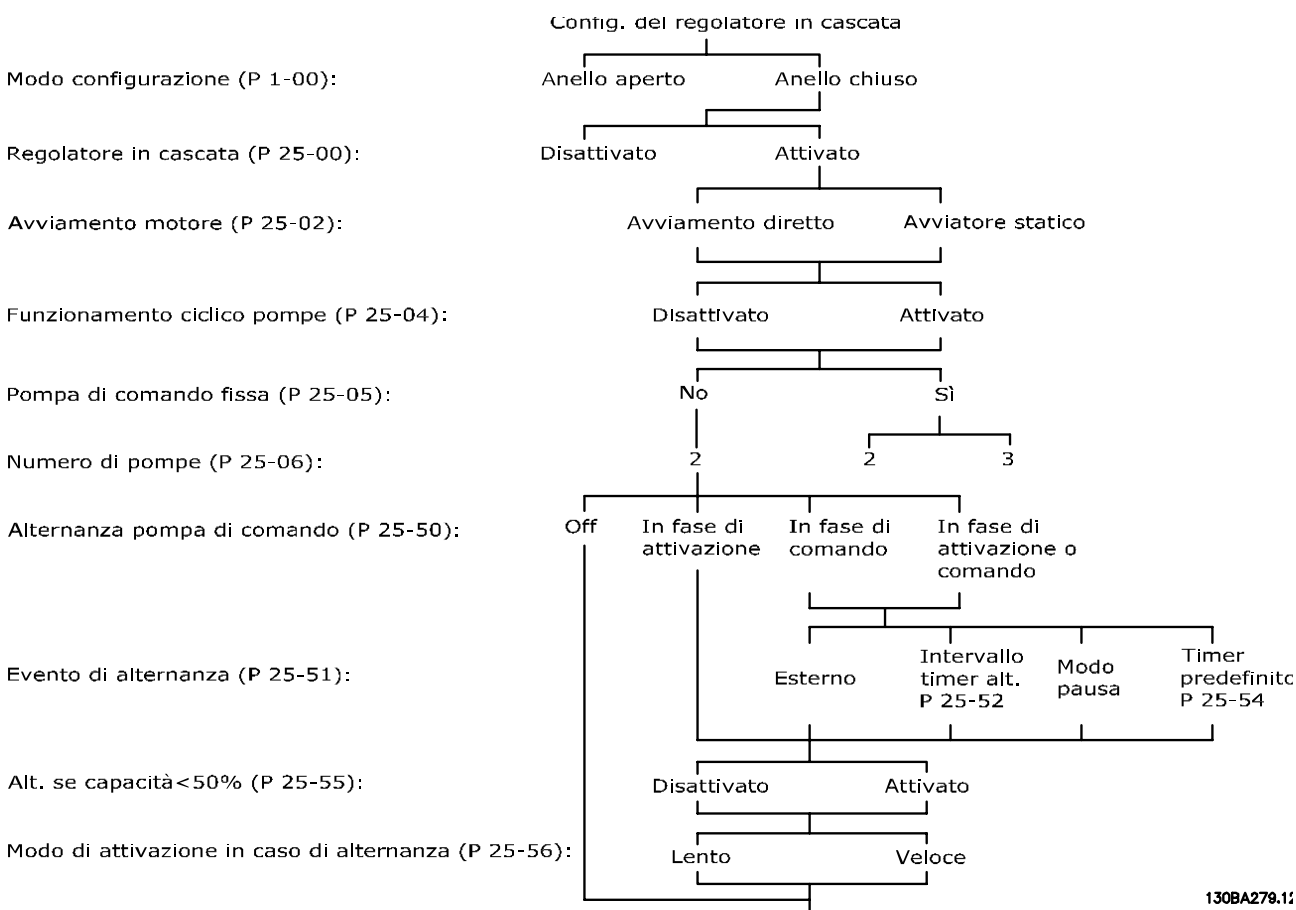 Config. del regolatore in cascata
Modo configurazione (P 1-00):
Anello aperto
Anello chiuso
Regolatore in cascata (P 25-00):
Disattivato
Attivato
Avviamento motore (P 25-02):
Avviamento diretto
Avviatore statico
Funzionamento ciclico pompe (P 25-04):
Disattivato
Attivato
Pompa di comando fissa (P 25-05):
No
Sì
Numero di pompe (P 25-06):
2
2
3
Alternanza pompa di comando (P 25-50):
Off
In fase di
attivazione
In fase di
comando
In fase di
attivazione o
comando
Evento di alternanza (P 25-51):
Esterno
Intervallo
timer alt.
P 25-52
Modo
pausa
Timer
predefinito
P 25-54
Alt. se capacità<50% (P 25-55):
Disattivato
Attivato
Modo di attivazione in caso di alternanza (P 25-56):
Lento
Veloce
130BA279.12